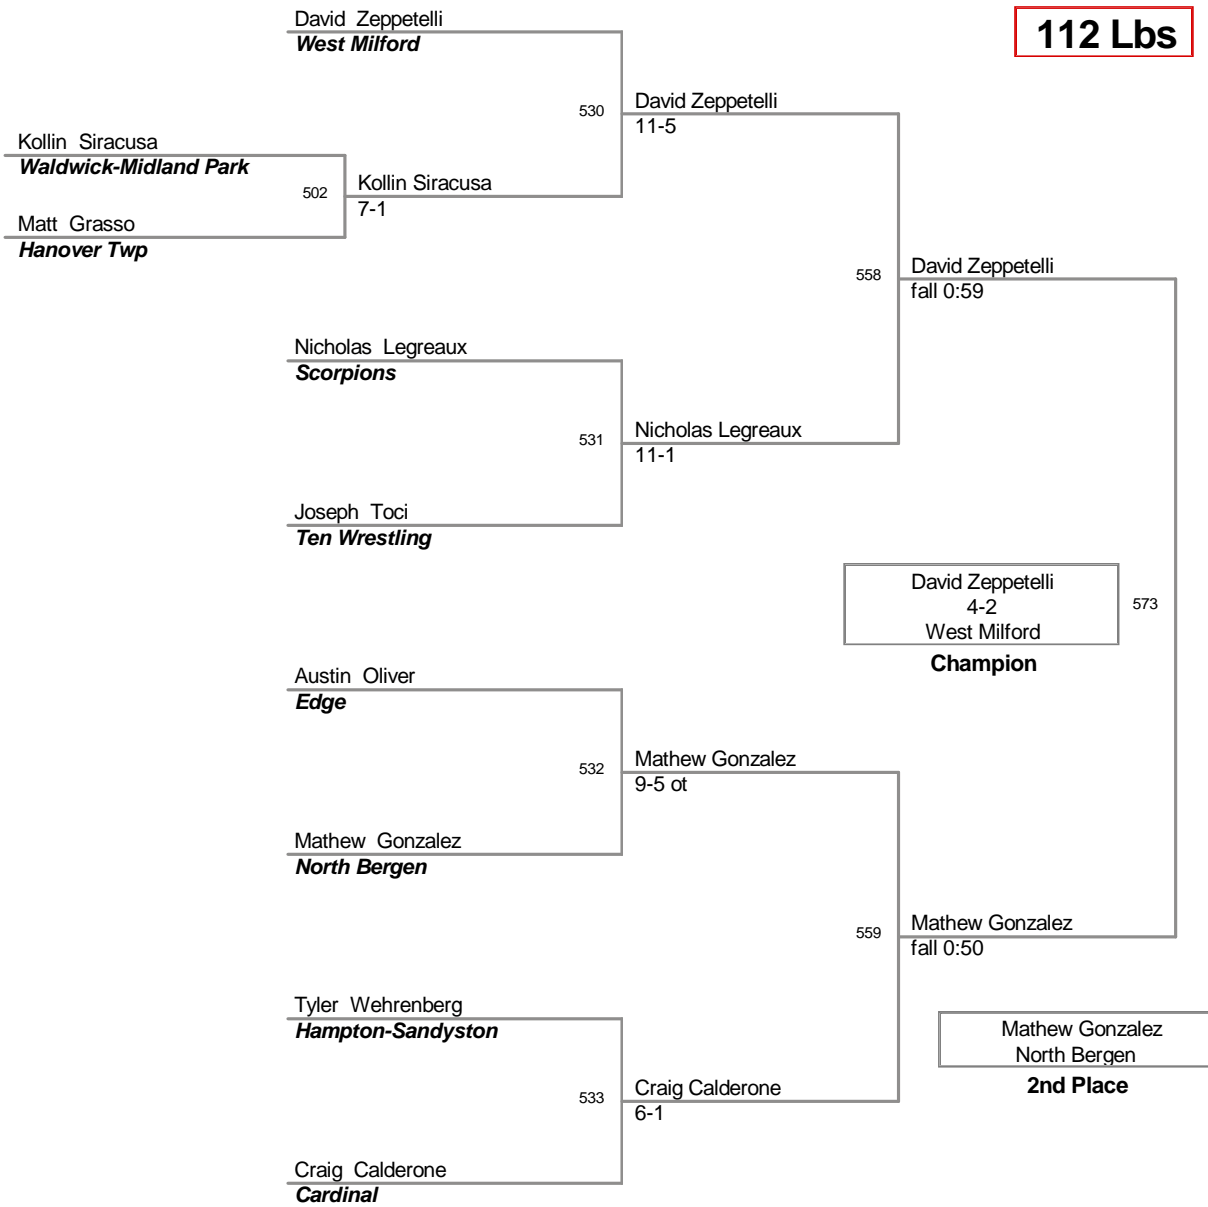 David Zeppetelli
West Milford
112 Lbs
530
David Zeppetelli
11-5
Kollin Siracusa
Waldwick-Midland Park
502
Kollin Siracusa
7-1
Matt Grasso
Hanover Twp
558
David Zeppetelli
fall 0:59
Nicholas Legreaux
Scorpions
531
Nicholas Legreaux
11-1
Joseph Toci
Ten Wrestling
David Zeppetelli
4-2
West Milford
573
Champion
Austin Oliver
Edge
532
Mathew Gonzalez
9-5 ot
Mathew Gonzalez
North Bergen
559
Mathew Gonzalez
fall 0:50
Tyler Wehrenberg
Hampton-Sandyston
Mathew Gonzalez
North Bergen
2nd Place
533
Craig Calderone
6-1
Craig Calderone
Cardinal